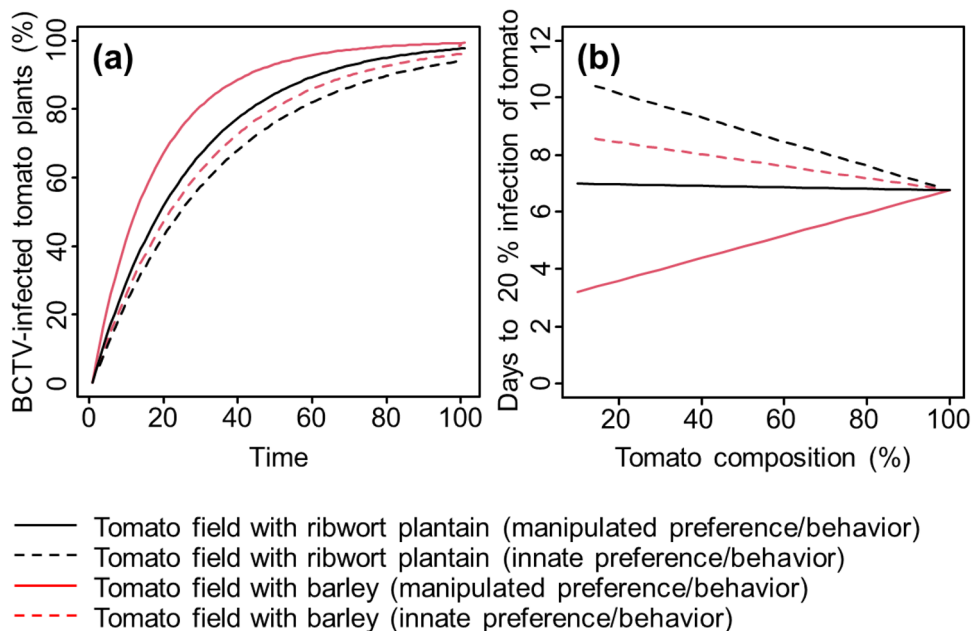 (a)
BCTV-infected tomato plants (%)
0
20
40
60
80
100
0 20 40 60 80 100
Time
(b)
Days to 20 % infection of tomato
0
2
4
6
8
10
12
20 40 60 80 100
Tomato composition (%)
Tomato field with ribwort plantain (manipulated preference/behavior)
Tomato field with ribwort plantain (innate preference/behavior)
Tomato field with barley (manipulated preference/behavior)
Tomato field with barley (innate preference/behavior)